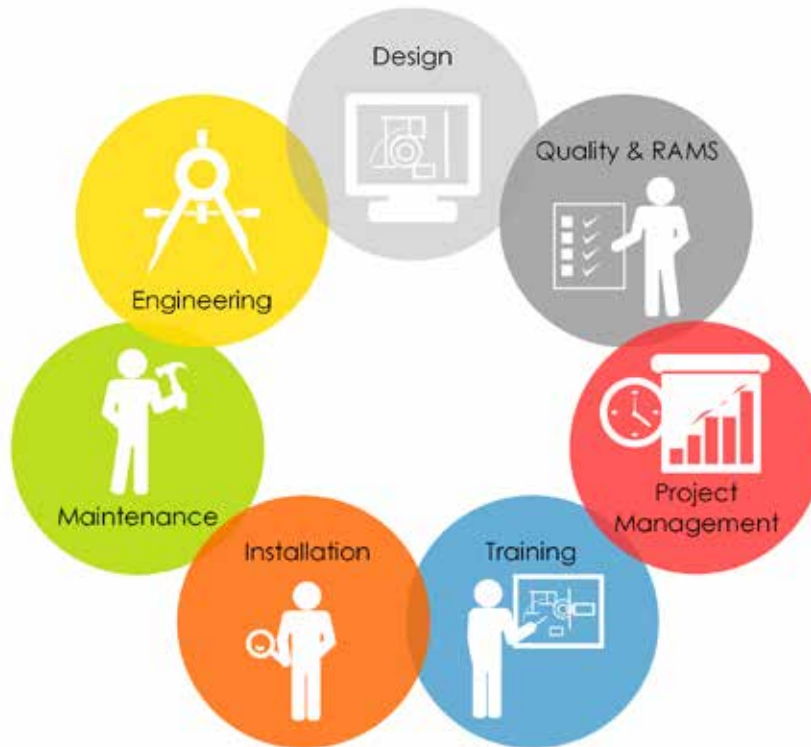 Design
Quality & RAMS
Project
Management
Training
Installation
Maintenance
Engineering